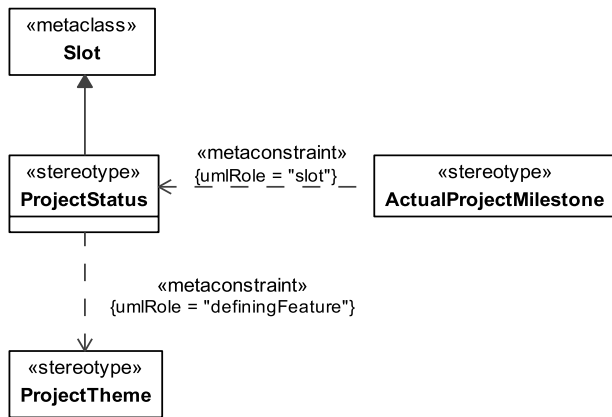 «metaclass»
Slot
«stereotype»
ProjectStatus
«metaconstraint»
{umlRole = "slot"}
«stereotype»
ActualProjectMilestone
«metaconstraint»
{umlRole = "definingFeature"}
«stereotype»
ProjectTheme